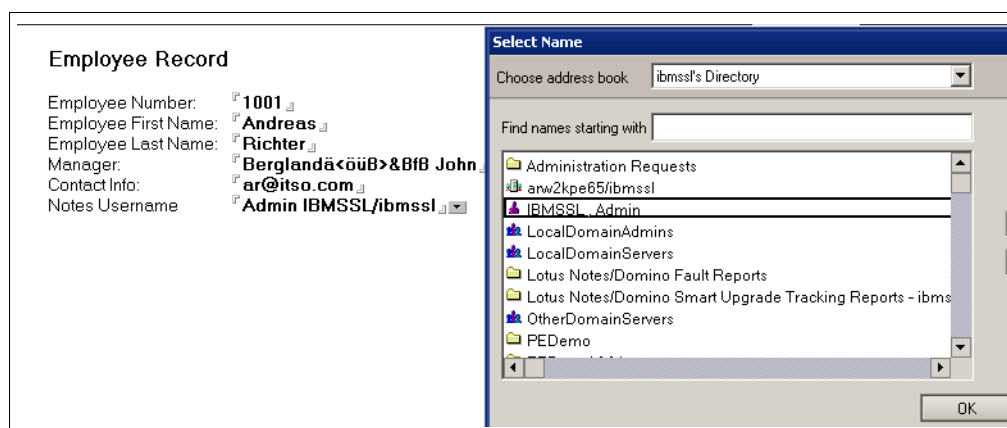 Employee Record
Employee Number: 1001
Employee First Name: Andreas
Employee Last Name: Richter
Manager: Berglandä<öüß>&BfB John
Contact Info: ar@itso.com
Notes Username Admin IBMSSL/ibmssl
Select Name
Choose address book ibmssl's Directory
Find names starting with
Administration Requests
arw2kpe65/ibmssl
IBMSSL , Admin
LocalDomainAdmins
LocalDomainServers
Lotus Notes/Domino Fault Reports
Lotus Notes/Domino Smart Upgrade Tracking Reports - ibms
OtherDomainServers
PEDemo
OK